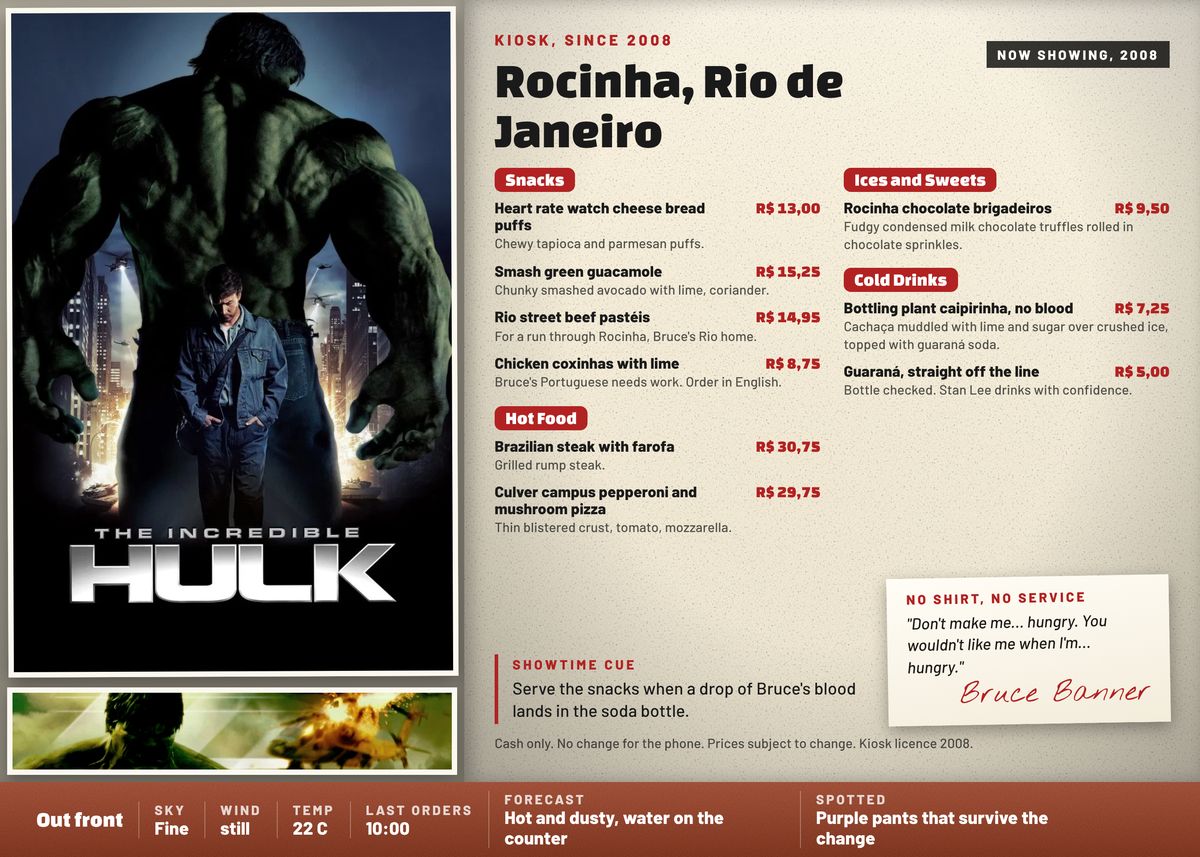 THE INCREDIBLE
HULK
KIOSK, SINCE 2008
NOW SHOWING, 2008
Rocinha, Rio de
Janeiro
Snacks
Heart rate watch cheese bread
puffs
R$ 13,00
Chewy tapioca and parmesan puffs.
Smash green guacamole R$ 15,25
Chunky smashed avocado with lime, coriander.
Rio street beef pastéis R$ 14,95
For a run through Rocinha, Bruce's Rio home.
Chicken coxinhas with lime R$ 8,75
Bruce's Portuguese needs work. Order in English.
Hot Food
Brazilian steak with farofa R$ 30,75
Grilled rump steak.
Culver campus pepperoni and
mushroom pizza
R$ 29,75
Thin blistered crust, tomato, mozzarella.
Ices and Sweets
Rocinha chocolate brigadeiros R$ 9,50
Fudgy condensed milk chocolate truffles rolled in
chocolate sprinkles.
Cold Drinks
Bottling plant caipirinha, no blood R$ 7,25
Cachaça muddled with lime and sugar over crushed ice,
topped with guaraná soda.
Guaraná, straight off the line R$ 5,00
Bottle checked. Stan Lee drinks with confidence.
SHOWTIME CUE
Serve the snacks when a drop of Bruce's blood
lands in the soda bottle.
NO SHIRT, NO SERVICE
"Don't make me... hungry. You
wouldn't like me when I'm...
hungry."
Bruce Banner
Cash only. No change for the phone. Prices subject to change. Kiosk licence 2008.
Out front
SKY
Fine
WIND
still
TEMP
22 C
LAST ORDERS
10:00
FORECAST
Hot and dusty, water on the
counter
SPOTTED
Purple pants that survive the
change